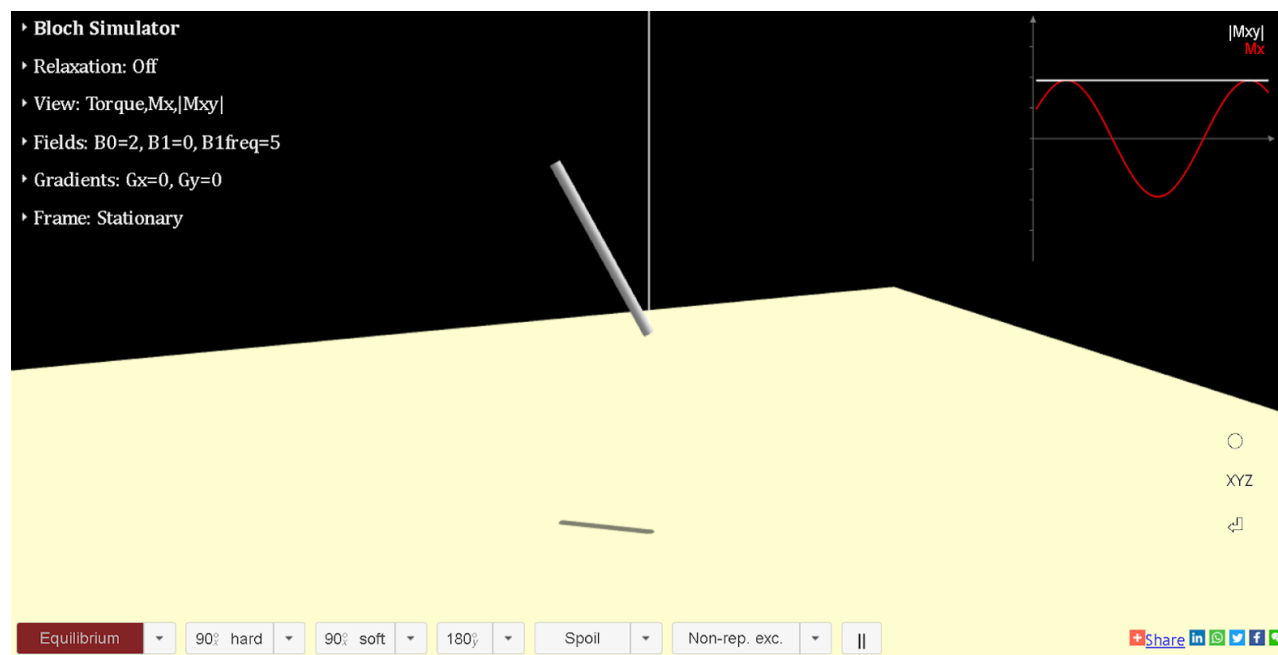 Bloch Simulator
Relaxation: Off
View: Torque,Mx,|Mxy|
Fields: B0=2, B1=0, B1freq=5
Gradients: Gx=0, Gy=0
Frame: Stationary
|Mxy|
Mx
XYZ
Equilibrium
90°x hard
90°x soft
180°y
Spoil
Non-rep. exc.
||
Share